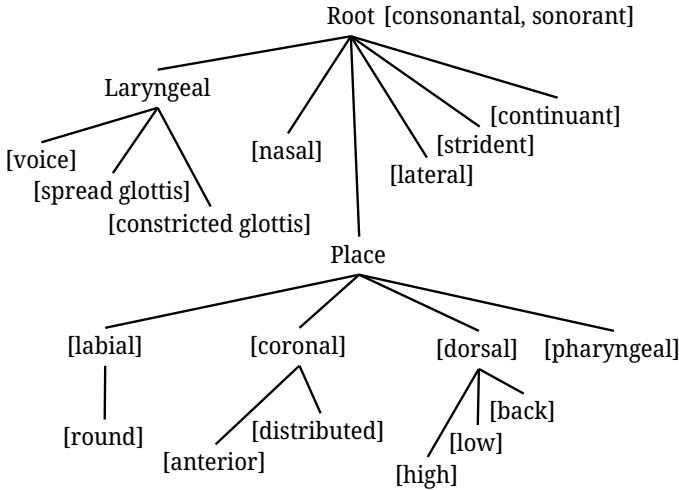 Root [consonantal, sonorant]
Laryngeal
[continuant]
[strident]
[lateral]
[nasal]
[voice]
[spread glottis]
[constricted glottis]
Place
[labial]
[coronal]
[dorsal]
[pharyngeal]
[round]
[anterior]
[distributed]
[back]
[low]
[high]